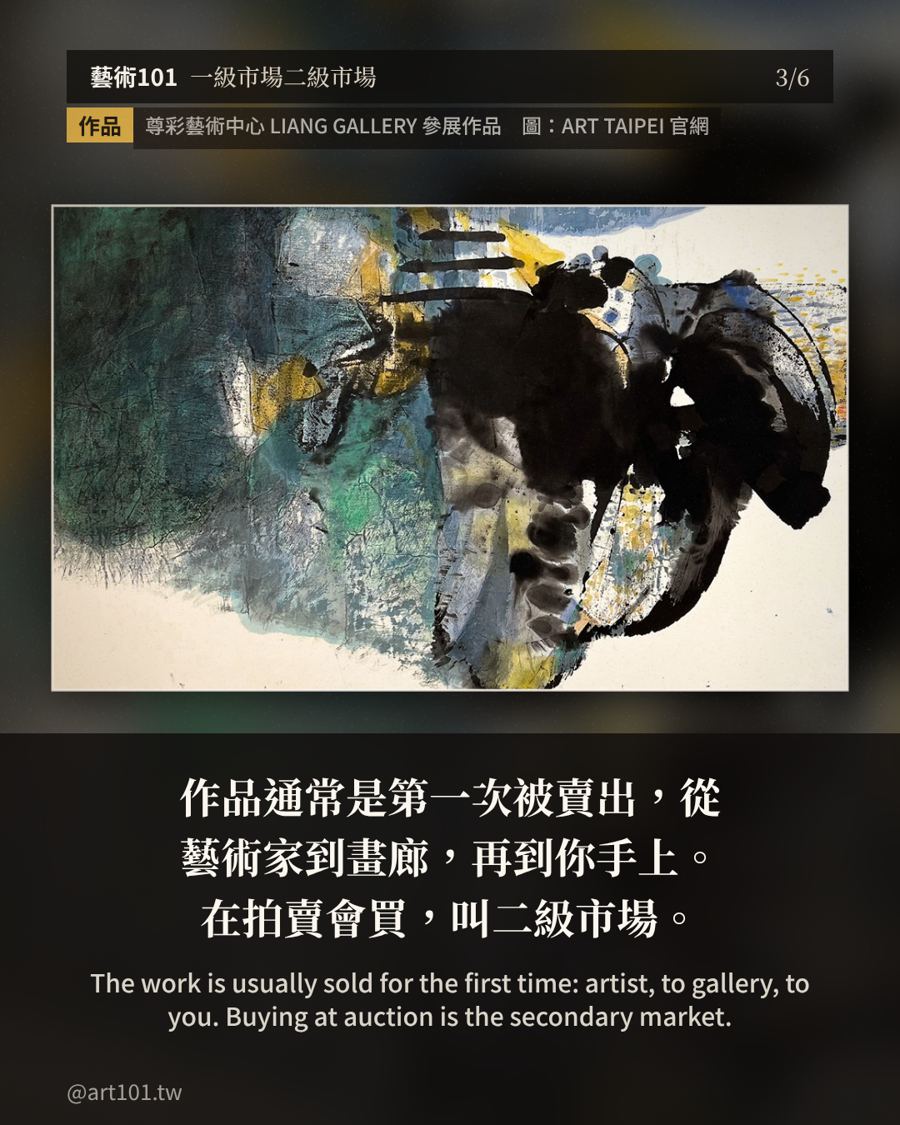 藝術101 一級市場二級市場 3/6
作品 尊彩藝術中心 LIANG GALLERY 參展作品 圖：ART TAIPEI 官網
作品通常是第一次被賣出，從
藝術家到畫廊，再到你手上。
在拍賣會買，叫二級市場。
The work is usually sold for the first time: artist, to gallery, to
you. Buying at auction is the secondary market.
@art101.tw